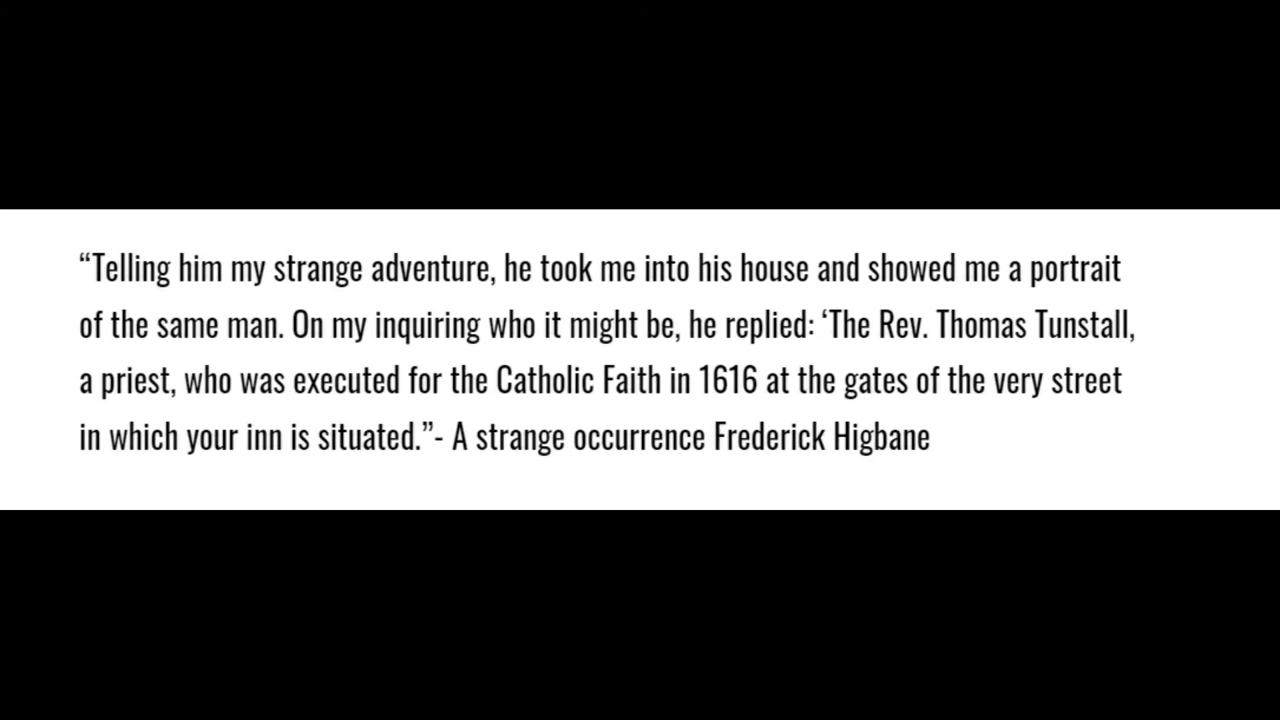 “Telling him my strange adventure, he took me into his house and showed me a portrait
of the same man. On my inquiring who it might be, he replied: ‘The Rev. Thomas Tunstall,
a priest, who was executed for the Catholic Faith in 1616 at the gates of the very street
in which your inn is situated.”- A strange occurrence Frederick Higbane